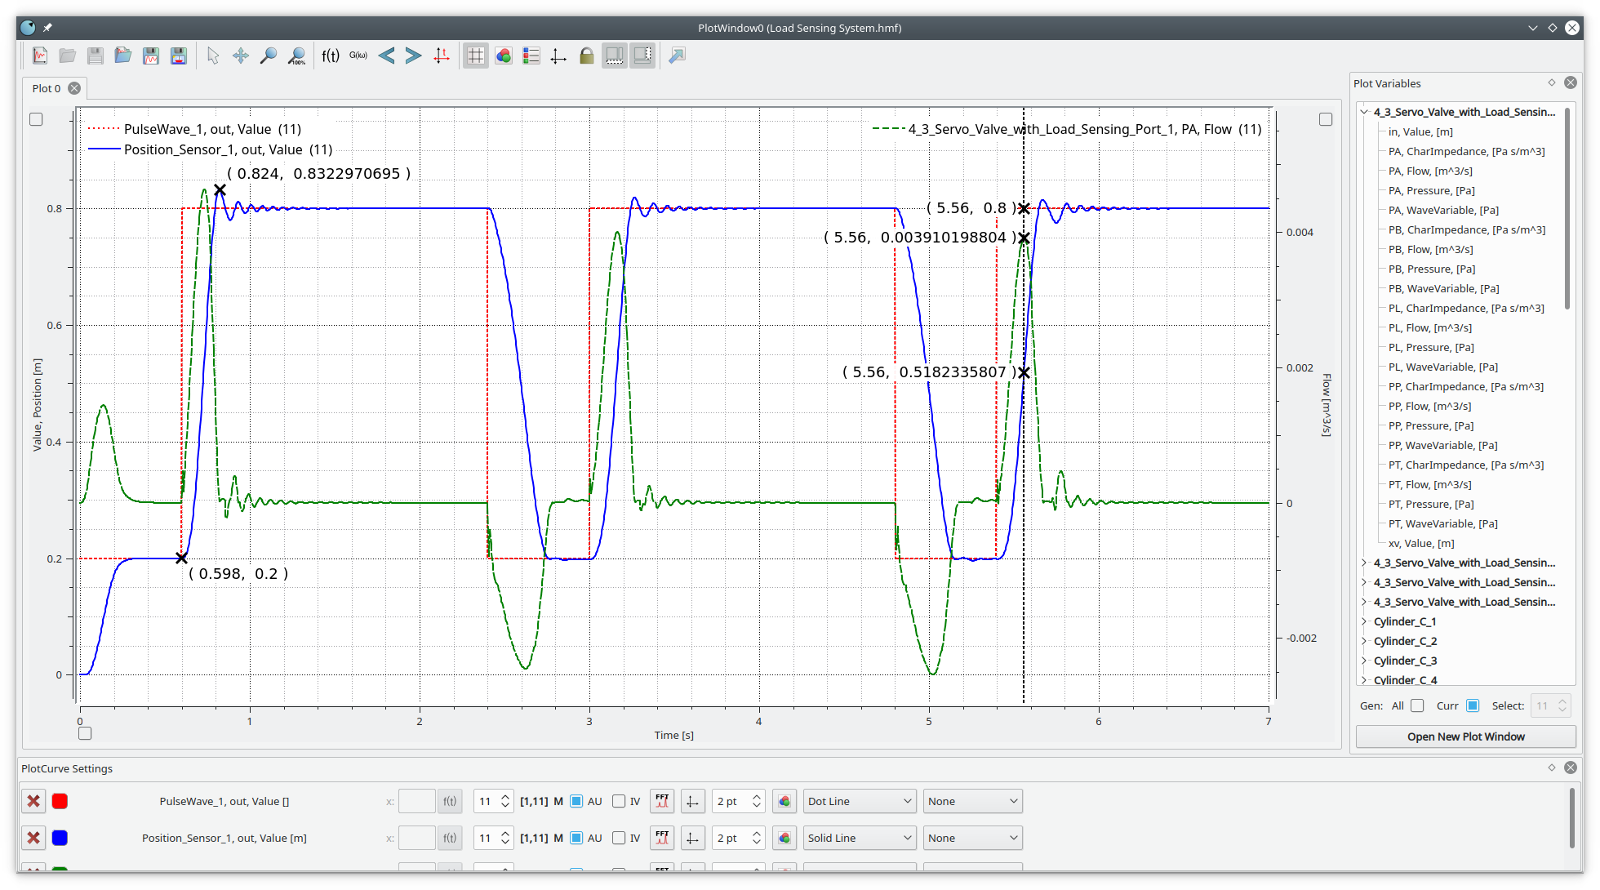 PlotWindow0 (Load Sensing System.hmf)
100%
f(t)
G(iω)
Plot 0
PulseWave_1, out, Value (11)
Position_Sensor_1, out, Value (11)
4_3_Servo_Valve_with_Load_Sensing_Port_1, PA, Flow (11)
( 0.824, 0.8322970695 )
( 5.56, 0.8 )
( 5.56, 0.003910198804 )
( 5.56, 0.5182335807 )
( 0.598, 0.2 )
0.8
0.6
0.4
0.2
0
Value, Position [m]
0.004
0.002
0
-0.002
Flow [m^3/s]
0 1 2 3 4 5 6 7
Time [s]
Plot Variables
4_3_Servo_Valve_with_Load_Sensin...
in, Value, [m]
PA, CharImpedance, [Pa s/m^3]
PA, Flow, [m^3/s]
PA, Pressure, [Pa]
PA, WaveVariable, [Pa]
PB, CharImpedance, [Pa s/m^3]
PB, Flow, [m^3/s]
PB, Pressure, [Pa]
PB, WaveVariable, [Pa]
PL, CharImpedance, [Pa s/m^3]
PL, Flow, [m^3/s]
PL, Pressure, [Pa]
PL, WaveVariable, [Pa]
PP, CharImpedance, [Pa s/m^3]
PP, Flow, [m^3/s]
PP, Pressure, [Pa]
PP, WaveVariable, [Pa]
PT, CharImpedance, [Pa s/m^3]
PT, Flow, [m^3/s]
PT, Pressure, [Pa]
PT, WaveVariable, [Pa]
xv, Value, [m]
4_3_Servo_Valve_with_Load_Sensin...
4_3_Servo_Valve_with_Load_Sensin...
4_3_Servo_Valve_with_Load_Sensin...
Cylinder_C_1
Cylinder_C_2
Cylinder_C_3
Cylinder_C_4
Gen: All Curr Select: 11
Open New Plot Window
PlotCurve Settings
PulseWave_1, out, Value [] x: f(t) 11 [1,11] M AU IV FFT 2 pt Dot Line None
Position_Sensor_1, out, Value [m] x: f(t) 11 [1,11] M AU IV FFT 2 pt Solid Line None